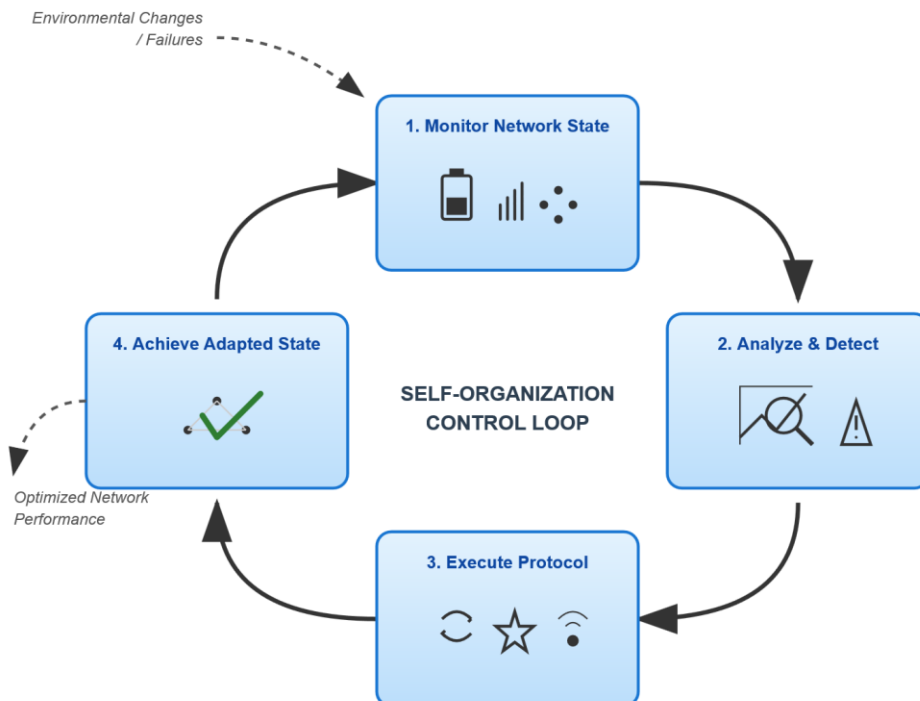 Environmental Changes
/ Failures
1. Monitor Network State
4. Achieve Adapted State
2. Analyze & Detect
SELF-ORGANIZATION
CONTROL LOOP
Optimized Network
Performance
3. Execute Protocol